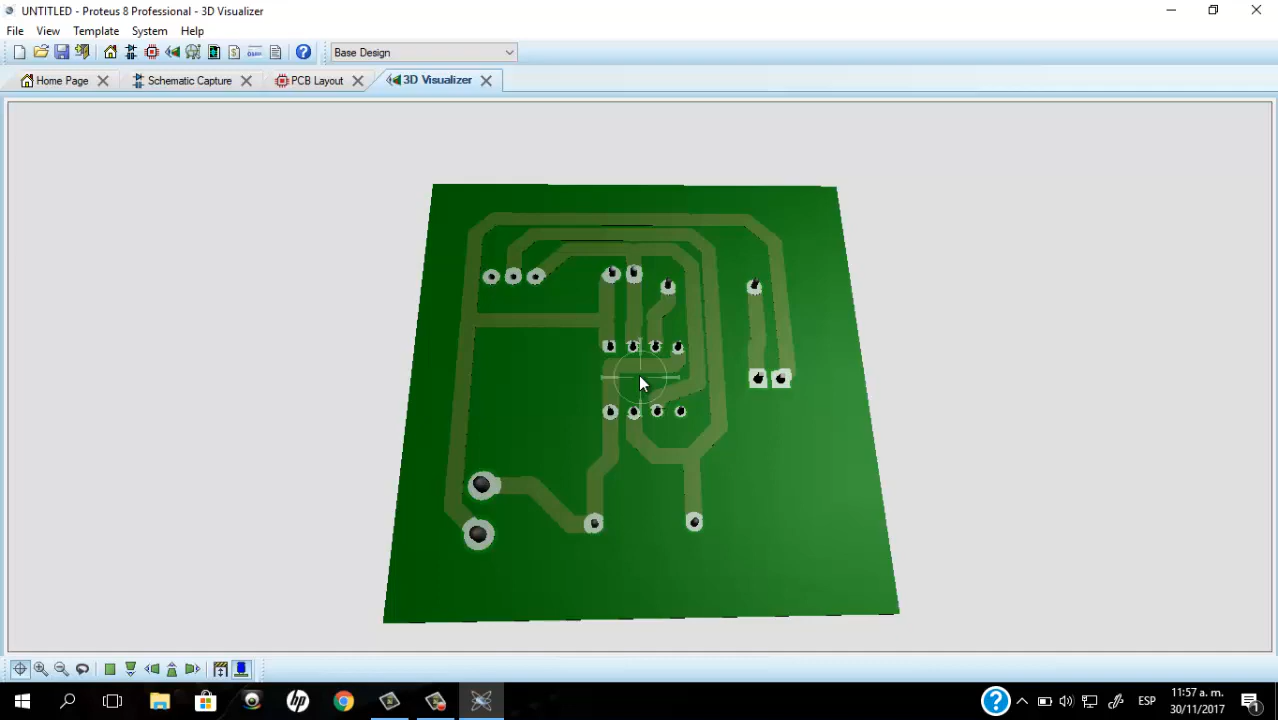 UNTITLED - Proteus 8 Professional - 3D Visualizer
File View Template System Help
Base Design
Home Page Schematic Capture PCB Layout 3D Visualizer
ESP
11:57 a. m.
30/11/2017